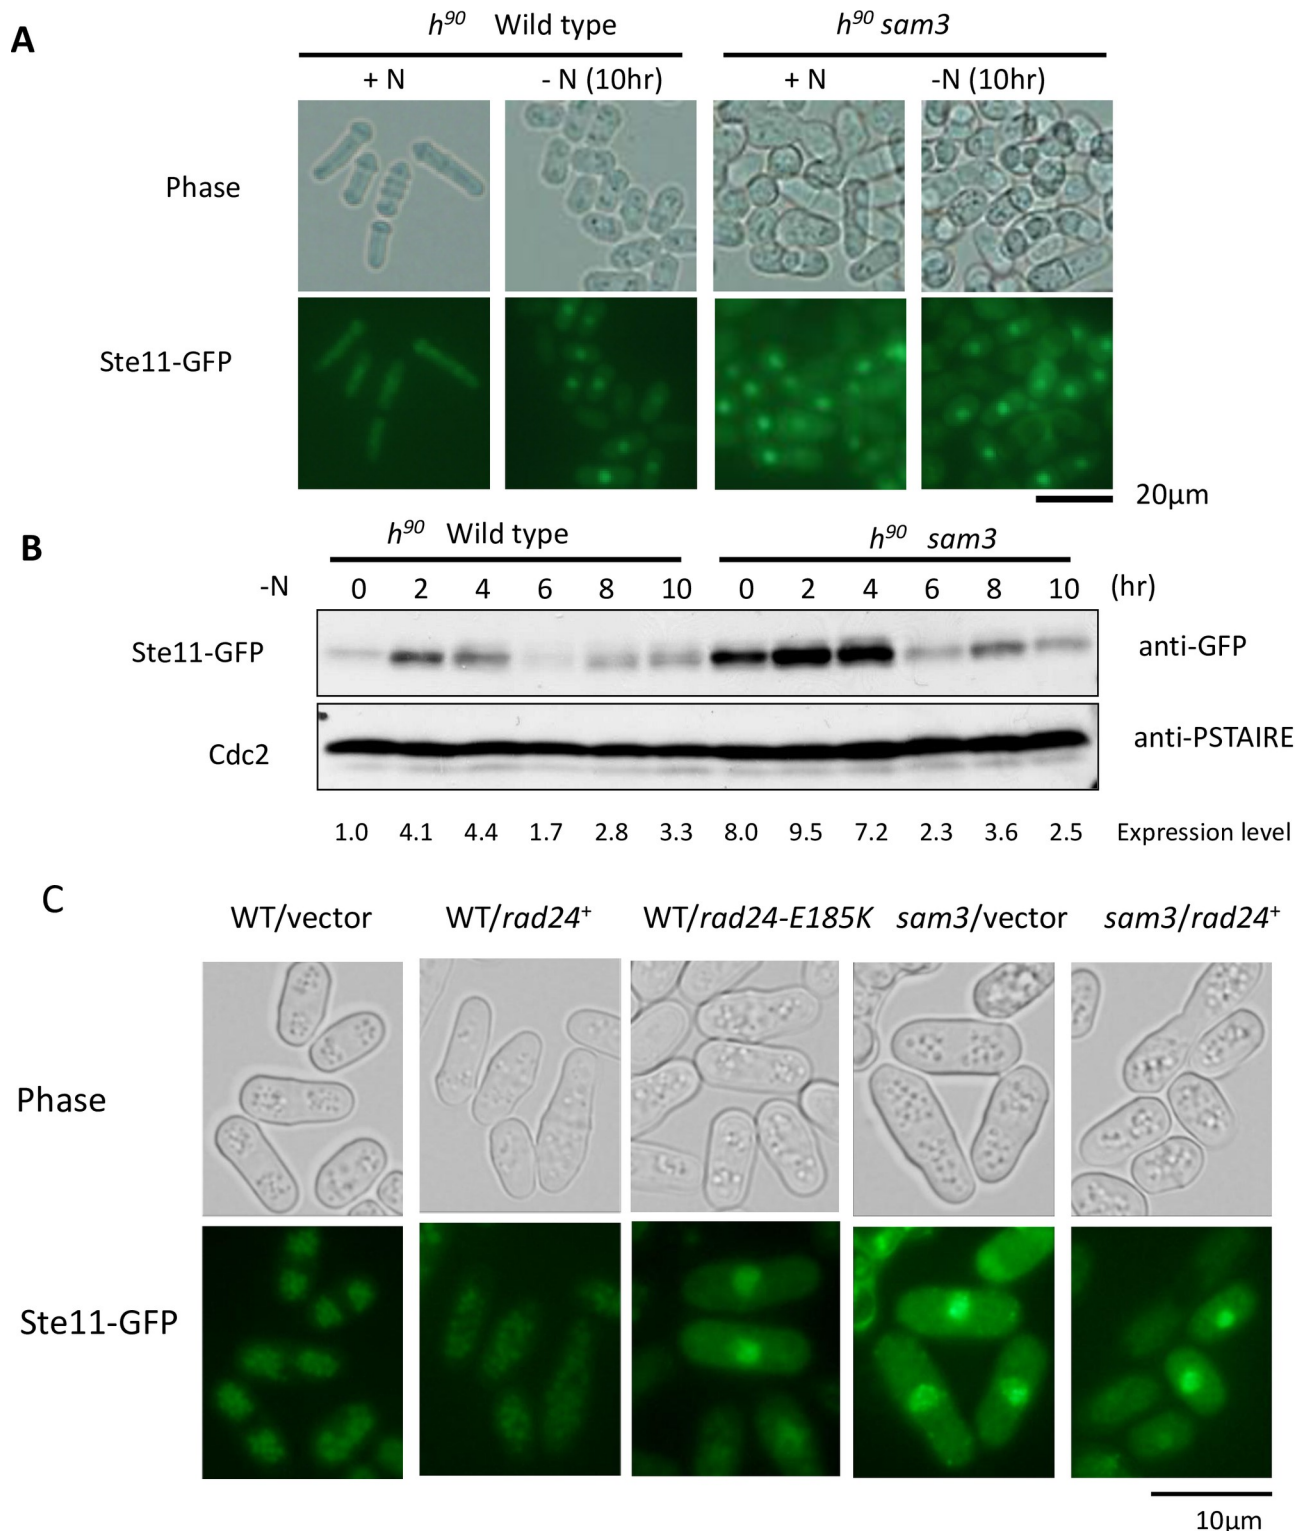 A
h90 Wild type h90 sam3
+ N - N (10hr) + N -N (10hr)
Phase
Ste11-GFP
20μm
B
h90 Wild type h90 sam3
-N 0 2 4 6 8 10 0 2 4 6 8 10 (hr)
Ste11-GFP anti-GFP
Cdc2 anti-PSTAIRE
1.0 4.1 4.4 1.7 2.8 3.3 8.0 9.5 7.2 2.3 3.6 2.5 Expression level
C
WT/vector WT/rad24+ WT/rad24-E185K sam3/vector sam3/rad24+
Phase
Ste11-GFP
10μm